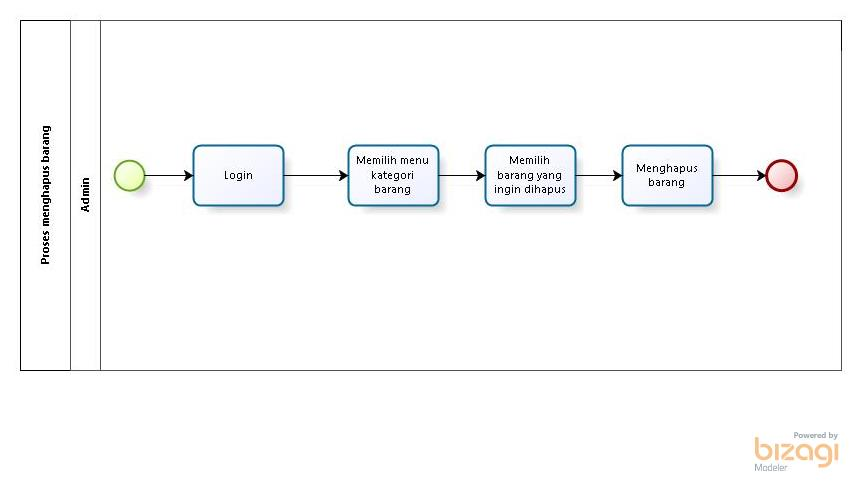 Proses menghapus barang
Admin
Login
Memilih menu
kategori
barang
Memilih
barang yang
ingin dihapus
Menghapus
barang
Powered by
bizagi
Modeler